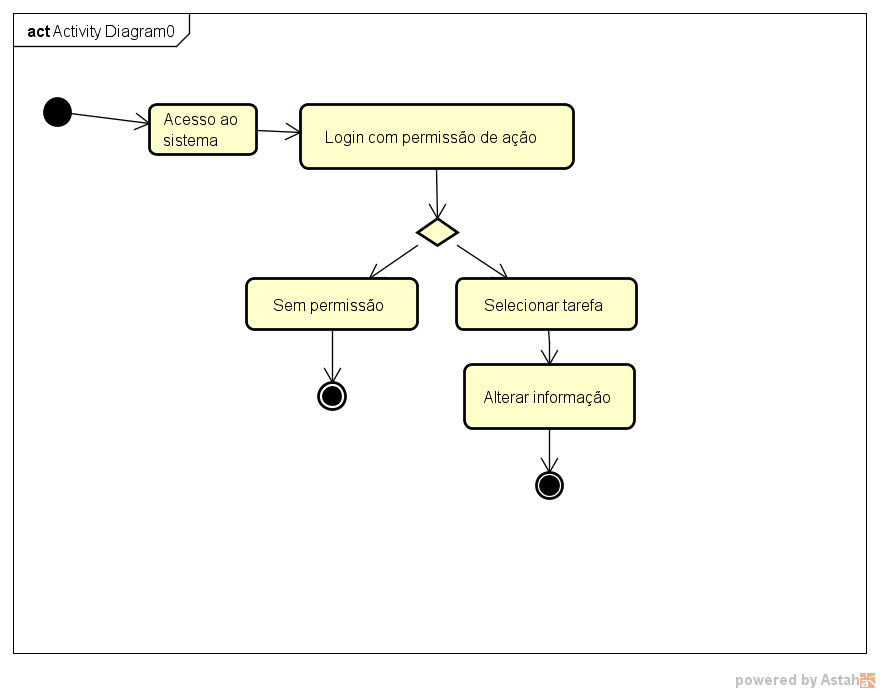 act Activity Diagram0
Acesso ao
sistema
Login com permissão de ação
Sem permissão
Selecionar tarefa
Alterar informação
powered by Astah